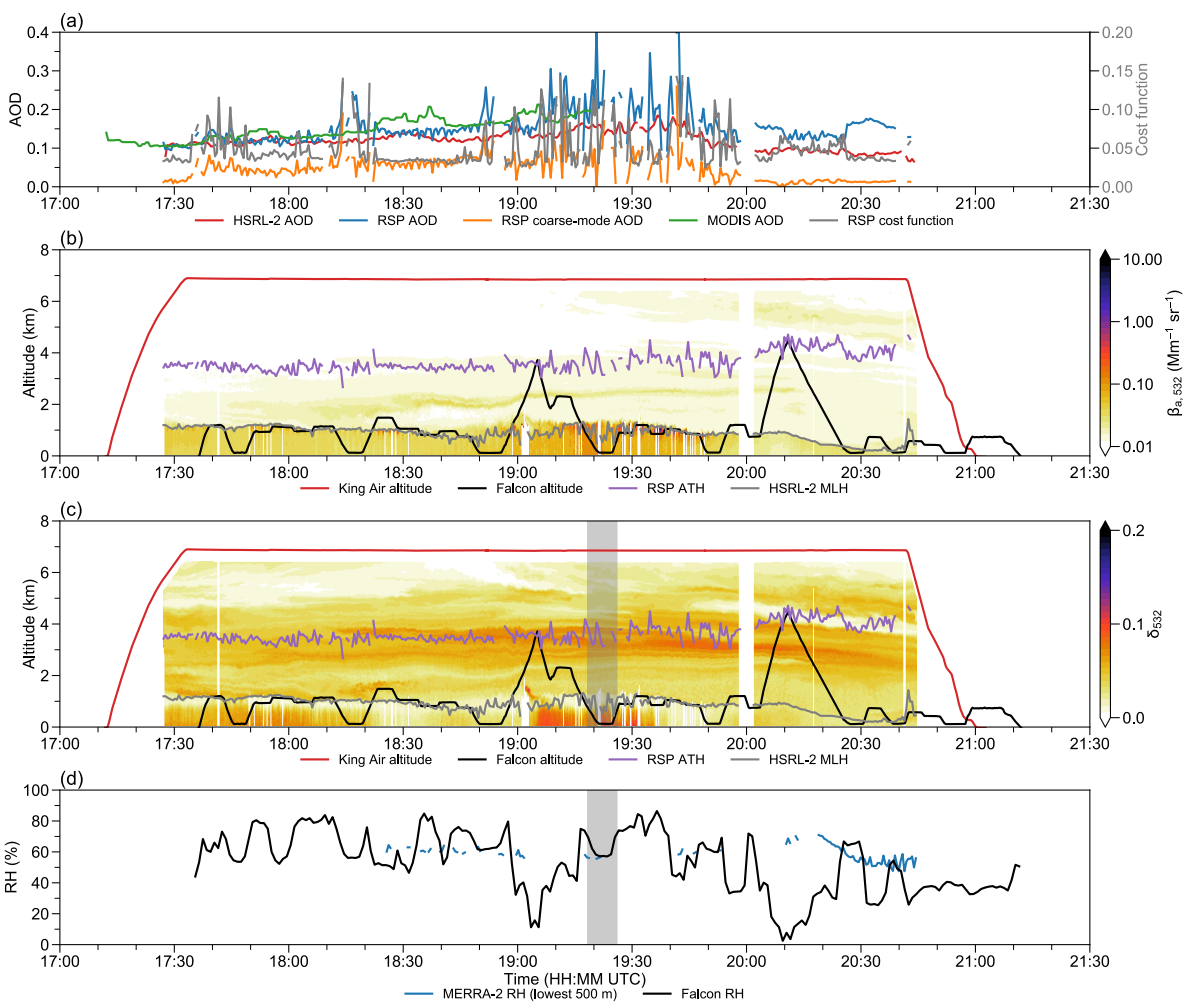 (a)
0.4
0.3
0.2
0.1
0.0
AOD
0.20
0.15
0.10
0.05
0.00
Cost function
17:00 17:30 18:00 18:30 19:00 19:30 20:00 20:30 21:00 21:30
HSRL-2 AOD RSP AOD RSP coarse-mode AOD MODIS AOD RSP cost function
(b)
8
6
4
2
0
Altitude (km)
10.00
1.00
0.10
0.01
βa, 532 (Mm−1 sr−1)
17:00 17:30 18:00 18:30 19:00 19:30 20:00 20:30 21:00 21:30
King Air altitude Falcon altitude RSP ATH HSRL-2 MLH
(c)
8
6
4
2
0
Altitude (km)
0.2
0.1
0.0
δ532
17:00 17:30 18:00 18:30 19:00 19:30 20:00 20:30 21:00 21:30
King Air altitude Falcon altitude RSP ATH HSRL-2 MLH
(d)
100
80
60
40
20
0
RH (%)
17:00 17:30 18:00 18:30 19:00 19:30 20:00 20:30 21:00 21:30
Time (HH:MM UTC)
MERRA-2 RH (lowest 500 m) Falcon RH